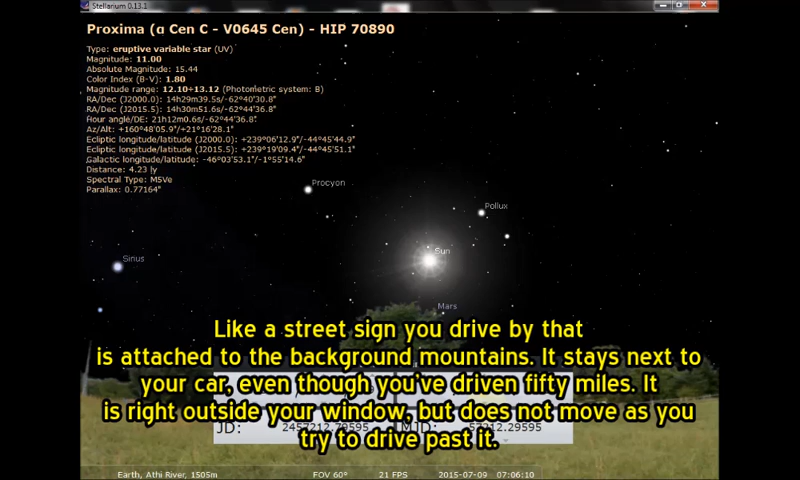 Stellarium 0.13.1
Proxima (α Cen C - V0645 Cen) - HIP 70890
Type: eruptive variable star (UV)
Magnitude: 11.00
Absolute Magnitude: 15.44
Color Index (B-V): 1.80
Magnitude range: 12.10÷13.12 (Photometric system: B)
RA/Dec (J2000.0): 14h29m39.5s/-62°40'30.8"
RA/Dec (J2015.5): 14h30m51.6s/-62°44'36.8"
Hour angle/DE: 21h12m0.6s/-62°44'36.8"
Az/Alt: +160°48'05.9"/+21°16'28.1"
Ecliptic longitude/latitude (J2000.0): +239°06'12.9"/-44°45'44.9"
Ecliptic longitude/latitude (J2015.5): +239°19'09.4"/-44°45'51.1"
Galactic longitude/latitude: -46°03'53.1"/-1°55'14.6"
Distance: 4.23 ly
Spectral Type: M5Ve
Parallax: 0.77164"
Procyon
Pollux
Sun
Sirius
Mars
Like a street sign you drive by that
is attached to the background mountains. It stays next to
your car, even though you've driven fifty miles. It
is right outside your window, but does not move as you
try to drive past it.
JD: 2457212.79595 MJD: 57212.29595
Earth, Athi River, 1505m FOV 60° 21 FPS 2015-07-09 07:06:10